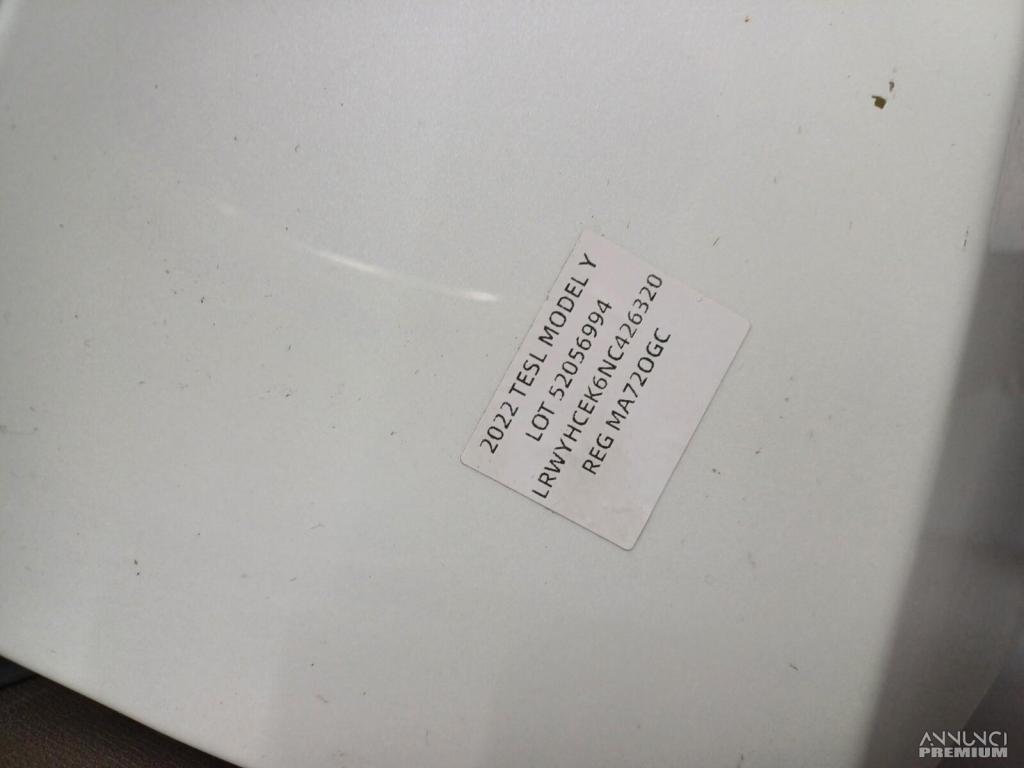 2022 TESL MODEL Y
LOT 52056994
LRWYHCEK6NC426320
REG MA72OGC
ANNUNCI
PREMIUM